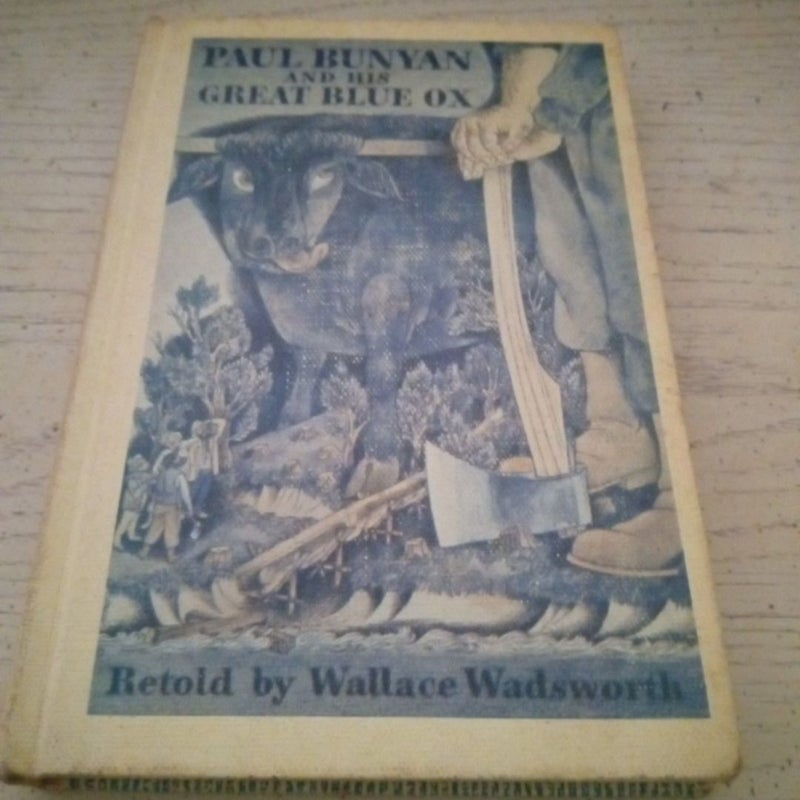 PAUL BUNYAN
AND HIS
GREAT BLUE OX
Retold by Wallace Wadsworth